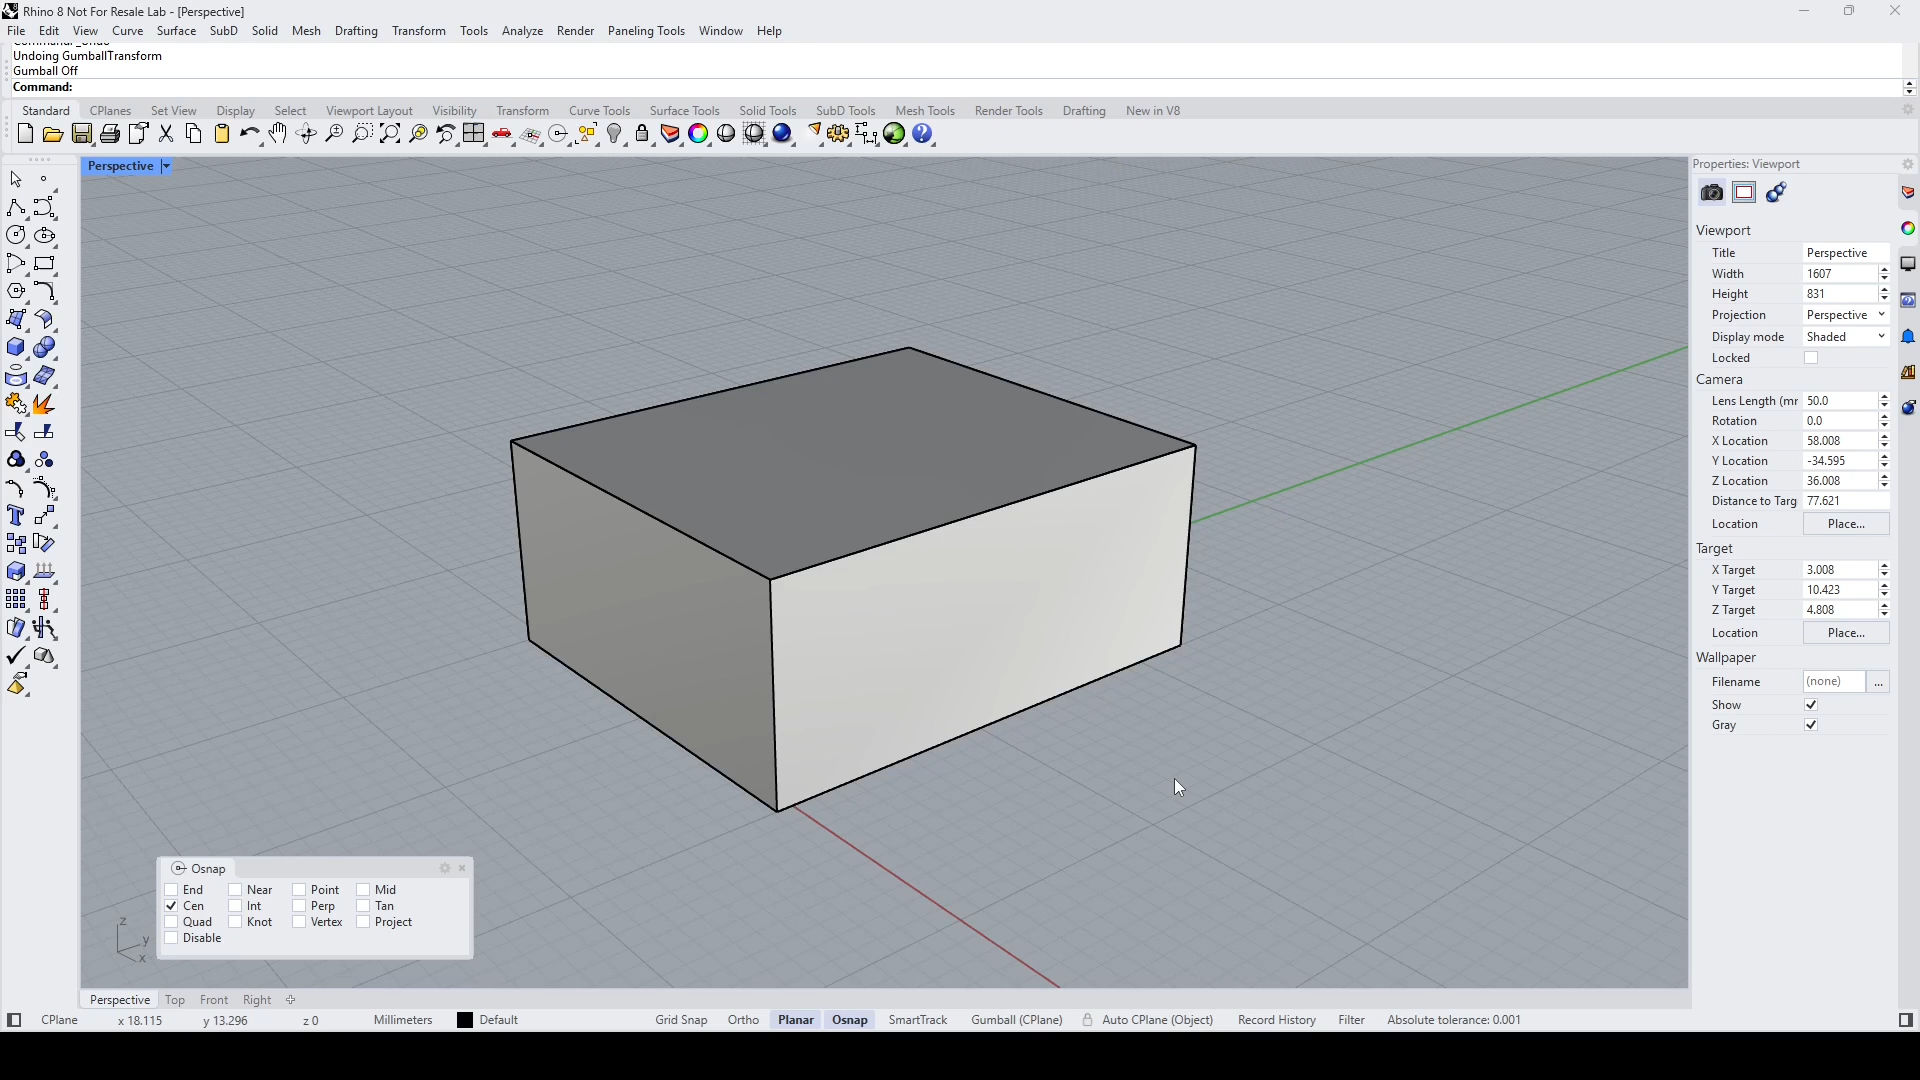 Rhino 8 Not For Resale Lab - [Perspective]
File Edit View Curve Surface SubD Solid Mesh Drafting Transform Tools Analyze Render Paneling Tools Window Help
Undoing GumballTransform
Gumball Off
Command:
Standard CPlanes Set View Display Select Viewport Layout Visibility Transform Curve Tools Surface Tools Solid Tools SubD Tools Mesh Tools Render Tools Drafting New in V8
Perspective
Properties: Viewport
Viewport
Title Perspective
Width 1607
Height 831
Projection Perspective
Display mode Shaded
Locked
Camera
Lens Length (mr 50.0
Rotation 0.0
X Location 58.008
Y Location -34.595
Z Location 36.008
Distance to Targ 77.621
Location Place...
Target
X Target 3.008
Y Target 10.423
Z Target 4.808
Location Place...
Wallpaper
Filename (none) ...
Show
Gray
Osnap
End Near Point Mid
Cen Int Perp Tan
Quad Knot Vertex Project
Disable
z
y
x
Perspective Top Front Right
CPlane x 18.115 y 13.296 z 0 Millimeters Default Grid Snap Ortho Planar Osnap SmartTrack Gumball (CPlane) Auto CPlane (Object) Record History Filter Absolute tolerance: 0.001